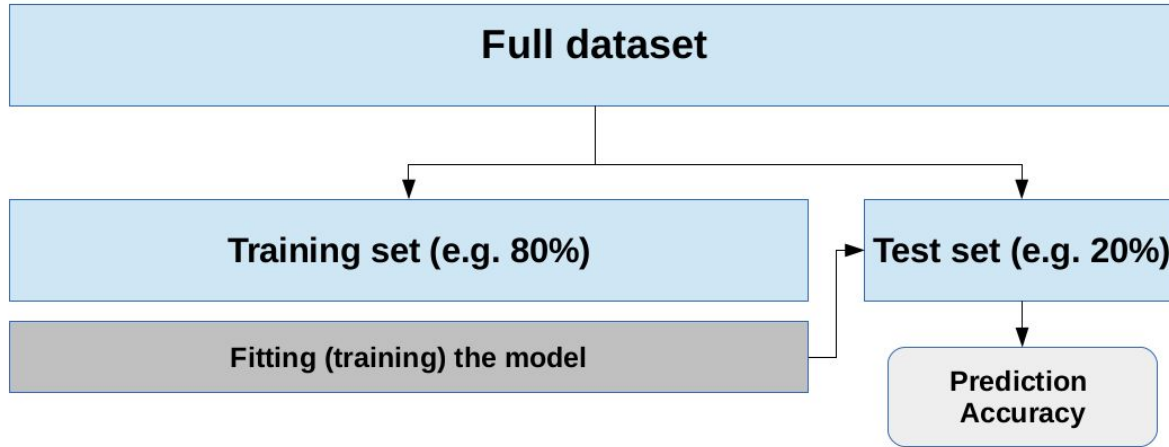 Full dataset
Training set (e.g. 80%)
Test set (e.g. 20%)
Fitting (training) the model
Prediction
Accuracy